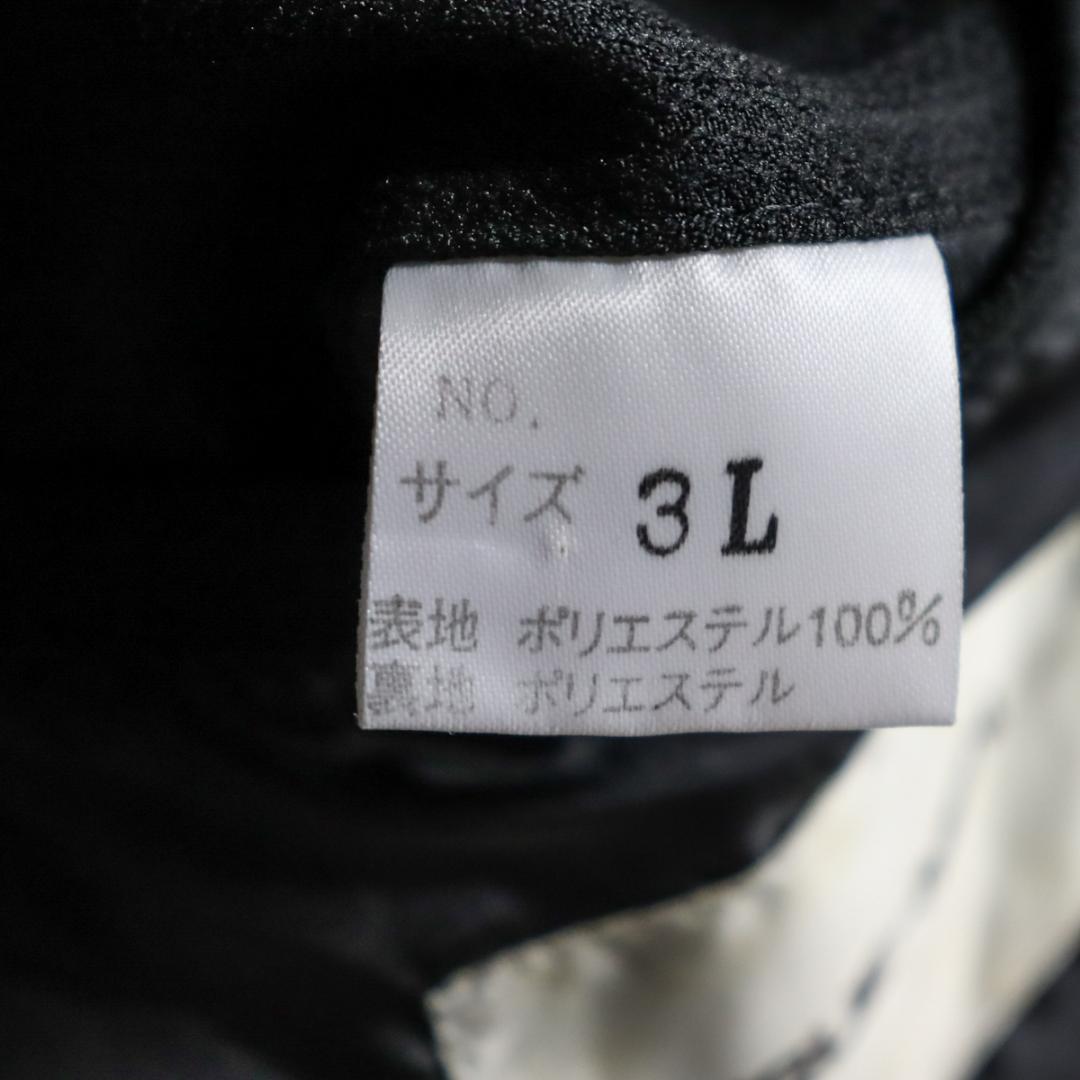 NO.
サイズ 3L
表地 ポリエステル100%
裏地 ポリエステル